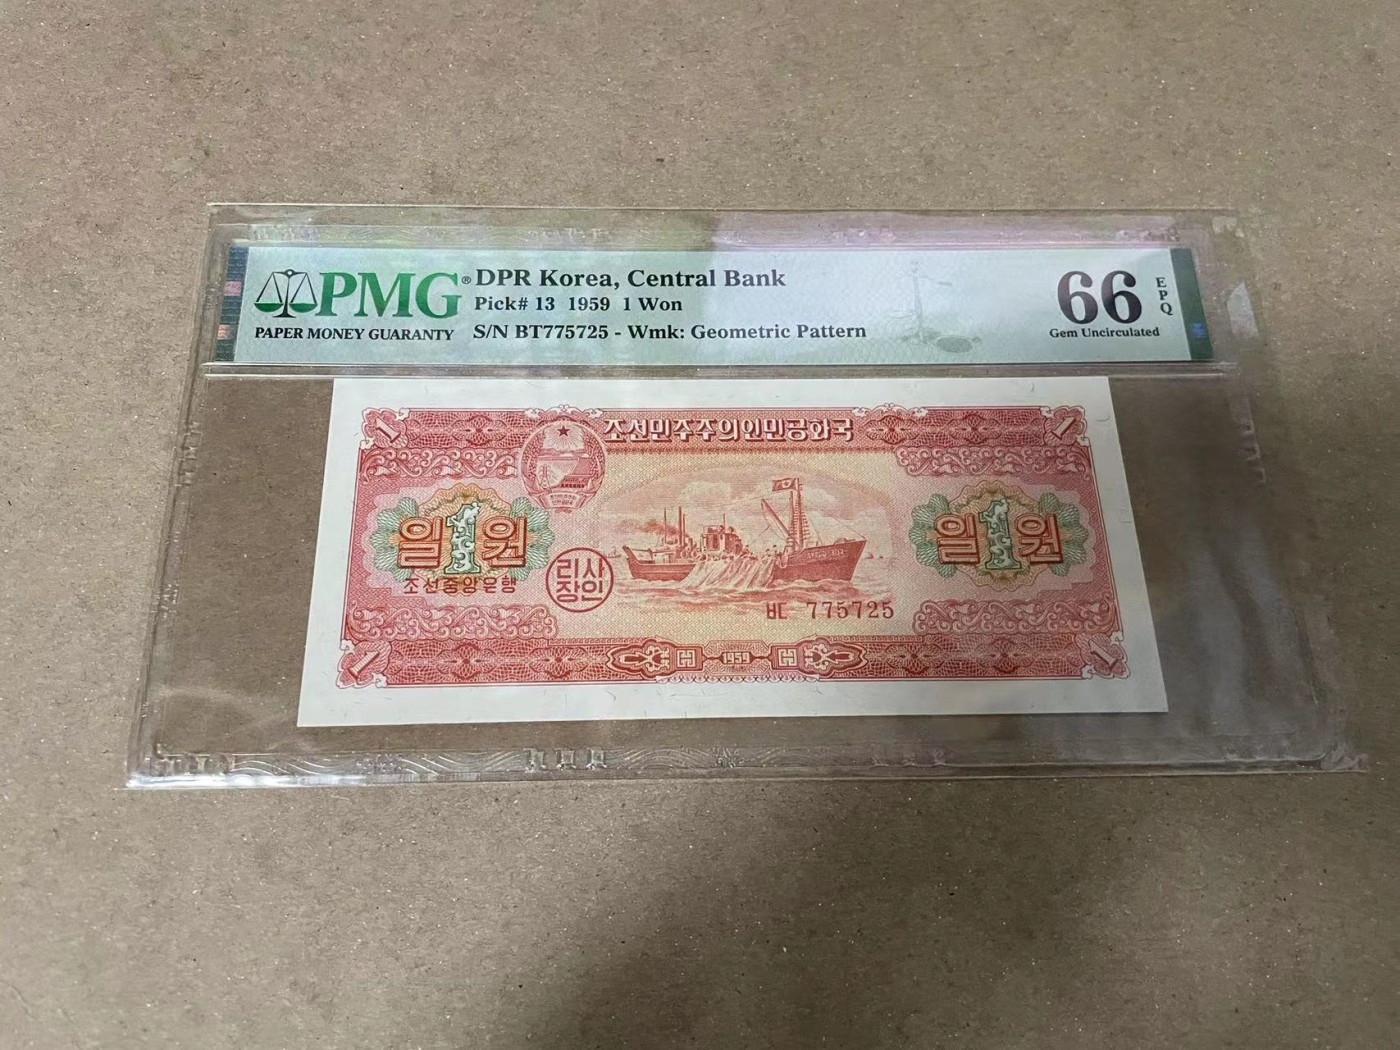 PMG®
PAPER MONEY GUARANTY
DPR Korea, Central Bank
Pick# 13 1959 1 Won
S/N BT775725 - Wmk: Geometric Pattern
66
EPQ
Gem Uncirculated
1 조선민주주의인민공화국 1
일1원
일1원
조선중앙은행
리사
장인
ㅂㅌ 775725
1 1959 1